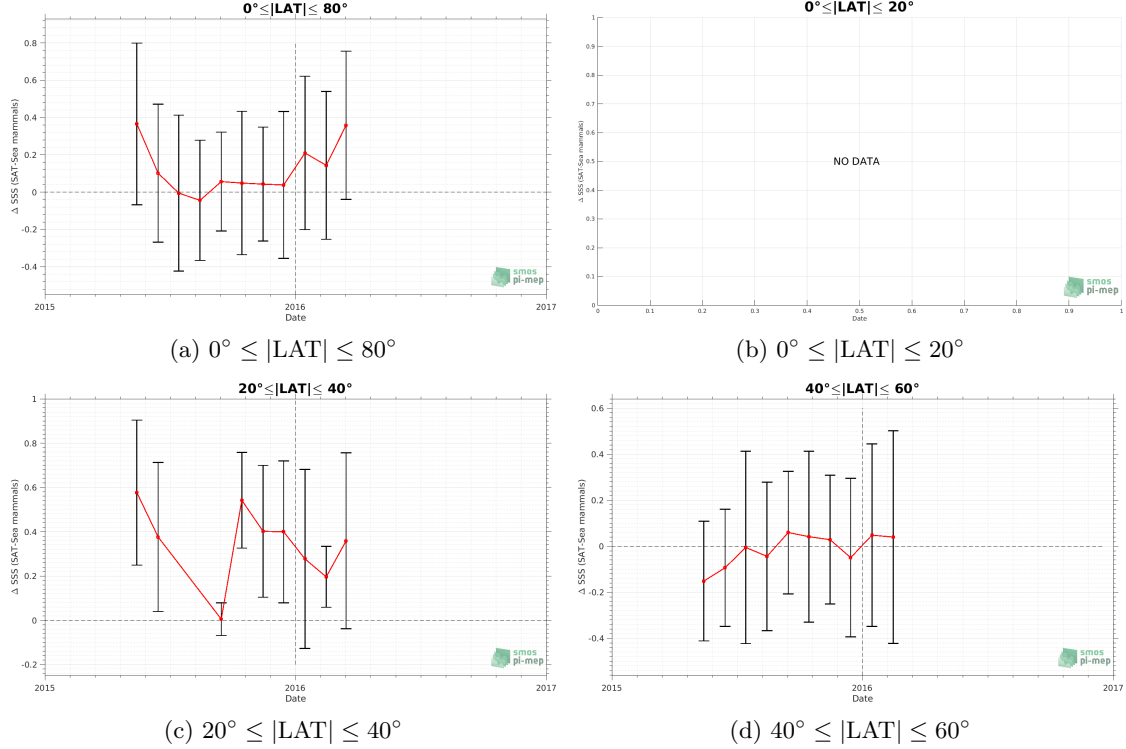 0°≤|LAT|≤ 80°
0.8
0.6
0.4
0.2
0
-0.2
-0.4
Δ SSS (SAT-Sea mammals)
2015
2016
2017
Date
smos
pi-mep
(a) 0° ≤ |LAT| ≤ 80°
0°≤|LAT|≤ 20°
1
0.9
0.8
0.7
0.6
0.5
0.4
0.3
0.2
0.1
0
Δ SSS (SAT-Sea mammals)
NO DATA
0
0.1
0.2
0.3
0.4
0.5
0.6
0.7
0.8
0.9
1
Date
smos
pi-mep
(b) 0° ≤ |LAT| ≤ 20°
20°≤|LAT|≤ 40°
1
0.8
0.6
0.4
0.2
0
-0.2
Δ SSS (SAT-Sea mammals)
2015
2016
2017
Date
smos
pi-mep
(c) 20° ≤ |LAT| ≤ 40°
40°≤|LAT|≤ 60°
0.6
0.4
0.2
0
-0.2
-0.4
Δ SSS (SAT-Sea mammals)
2015
2016
2017
Date
smos
pi-mep
(d) 40° ≤ |LAT| ≤ 60°